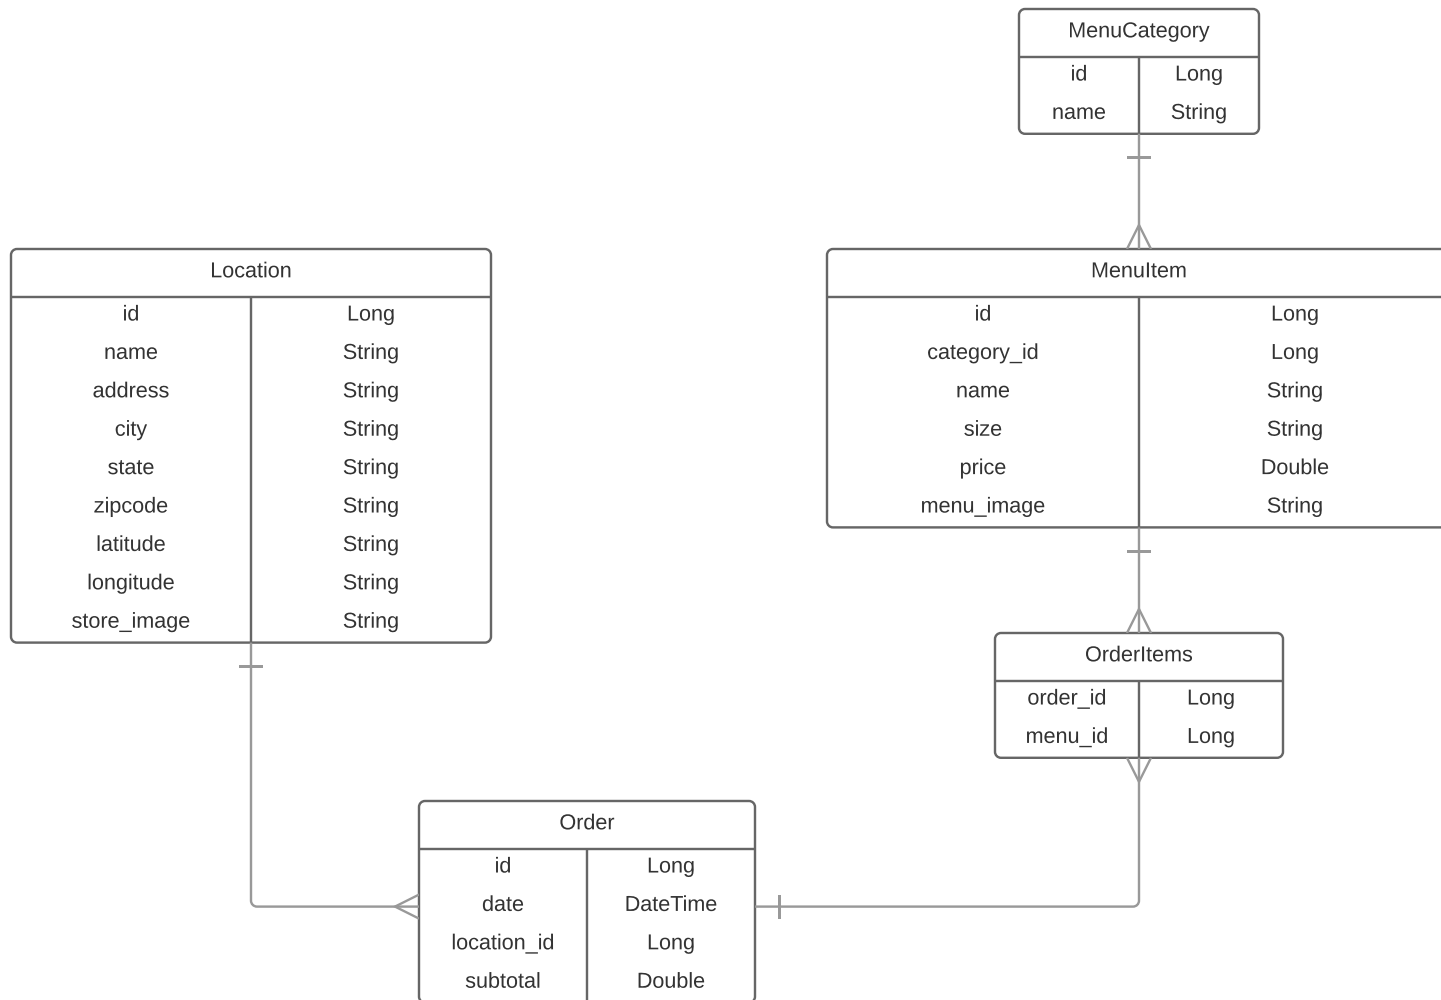 MenuCategory
id Long
name String
Location
id Long
name String
address String
city String
state String
zipcode String
latitude String
longitude String
store_image String
MenuItem
id Long
category_id Long
name String
size String
price Double
menu_image String
OrderItems
order_id Long
menu_id Long
Order
id Long
date DateTime
location_id Long
subtotal Double